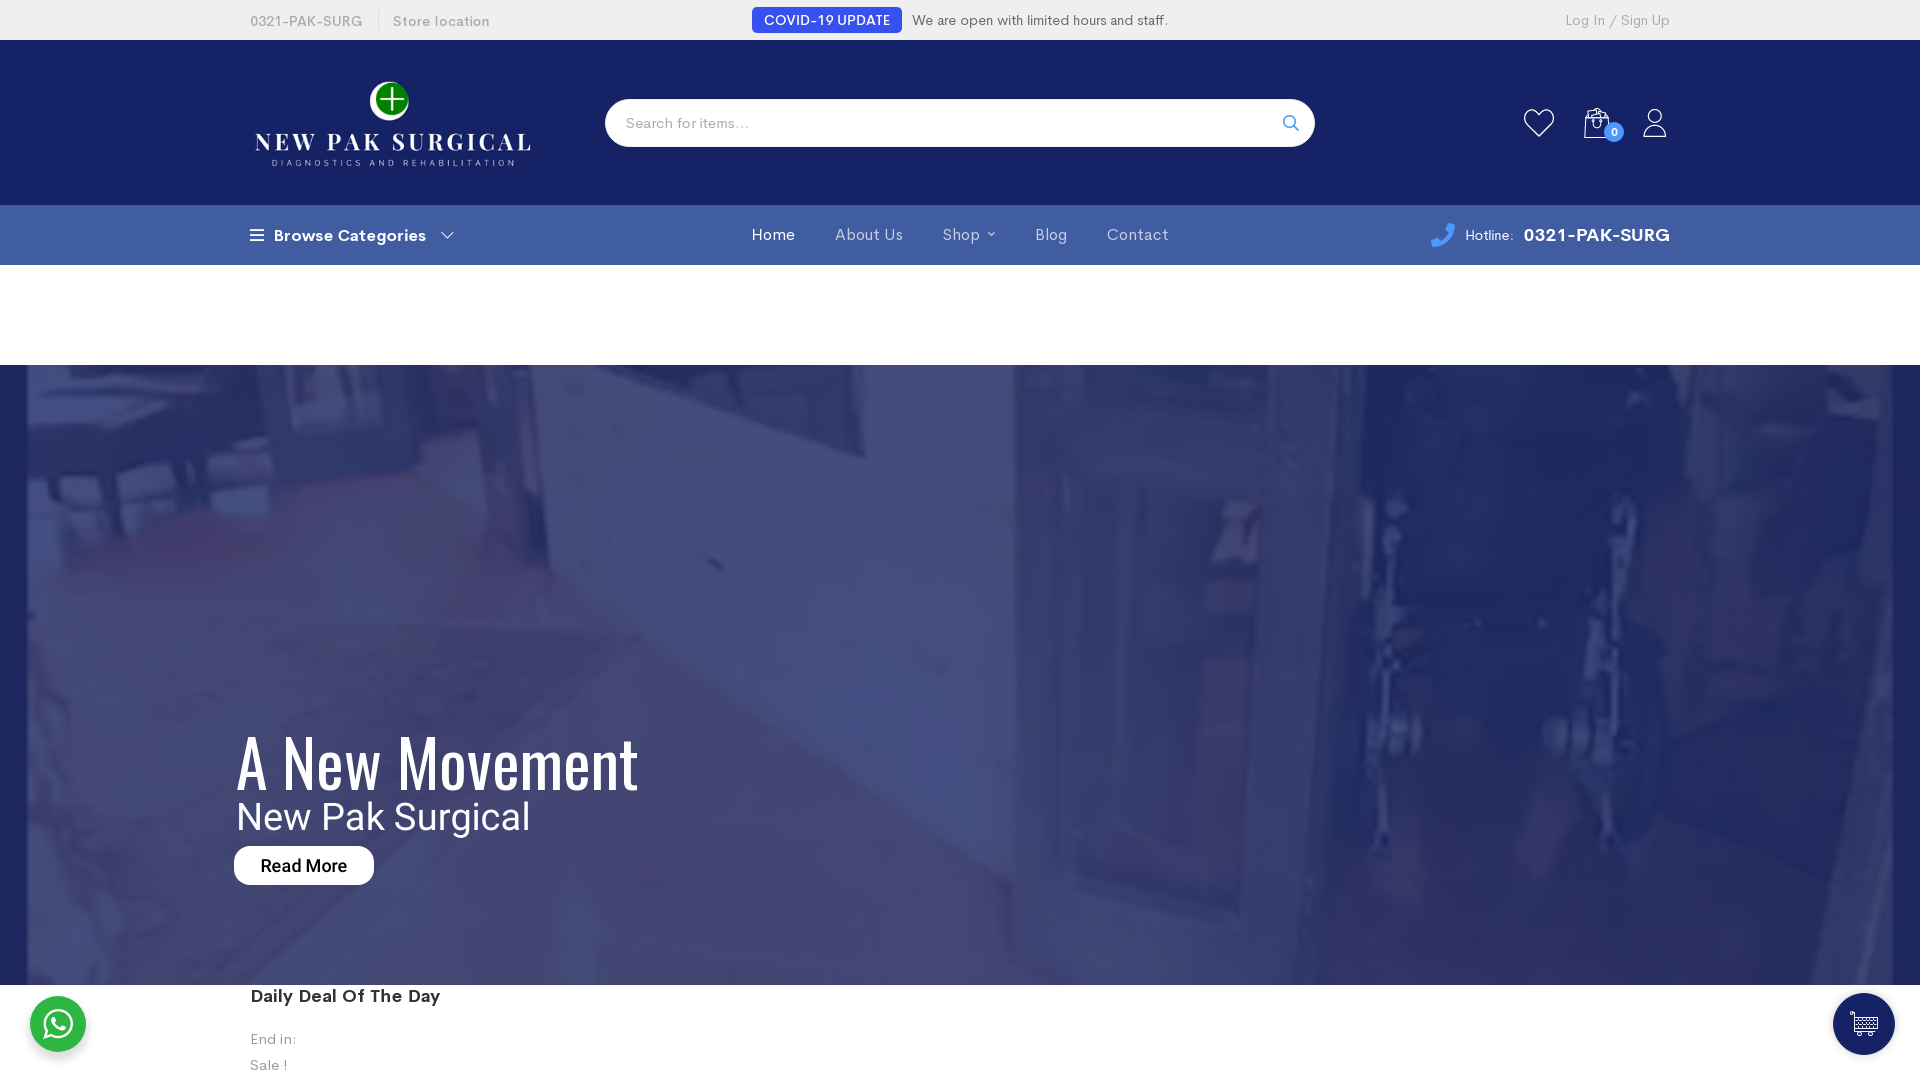 0321-PAK-SURG
Store location
COVID-19 UPDATE We are open with limited hours and staff.
Log In / Sign Up
NEW PAK SURGICAL
DIAGNOSTICS AND REHABILITATION
Search for items...
0
Browse Categories
Home
About Us
Shop
Blog
Contact
Hotline: 0321-PAK-SURG
A New Movement
New Pak Surgical
Read More
Daily Deal Of The Day
End in:
Sale !